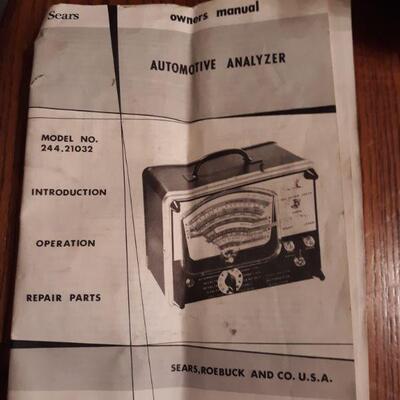 Sears
owners manual
AUTOMOTIVE ANALYZER
MODEL NO.
244.21032
INTRODUCTION
OPERATION
REPAIR PARTS
SEARS, ROEBUCK AND CO. U.S.A.